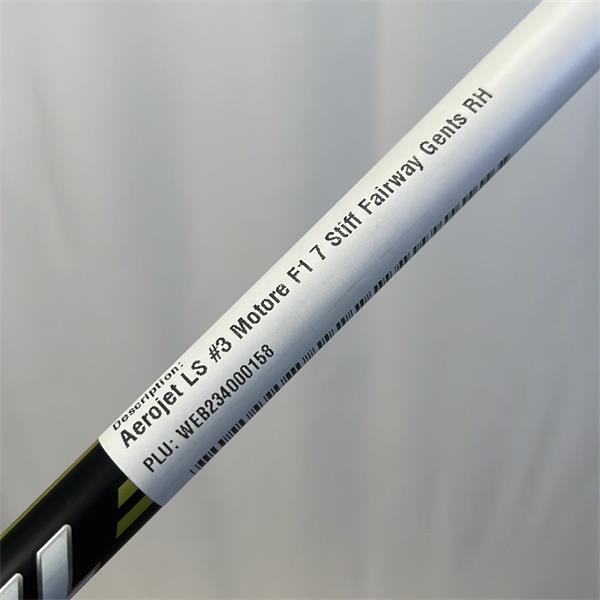 Description:
Aerojet LS #3 Motore F1 7 Stiff Fairway Gents RH
PLU: WEB234000158